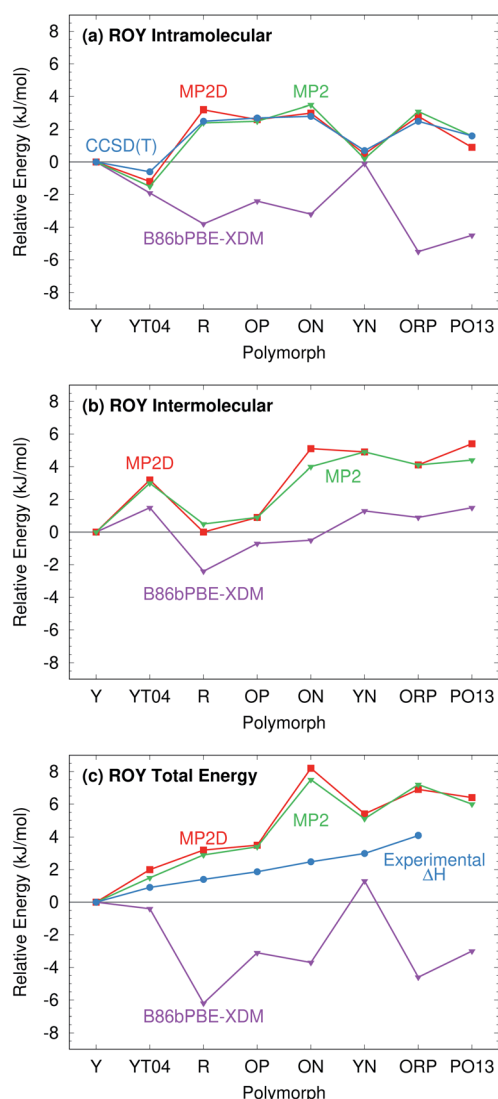 (a) ROY Intramolecular
MP2D
MP2
CCSD(T)
B86bPBE-XDM
Relative Energy (kJ/mol)
8
6
4
2
0
-2
-4
-6
-8
Y YT04 R OP ON YN ORP PO13
Polymorph
(b) ROY Intermolecular
MP2D
MP2
B86bPBE-XDM
Relative Energy (kJ/mol)
8
6
4
2
0
-2
-4
-6
-8
Y YT04 R OP ON YN ORP PO13
Polymorph
(c) ROY Total Energy
MP2D
MP2
Experimental
ΔH
B86bPBE-XDM
Relative Energy (kJ/mol)
8
6
4
2
0
-2
-4
-6
-8
Y YT04 R OP ON YN ORP PO13
Polymorph